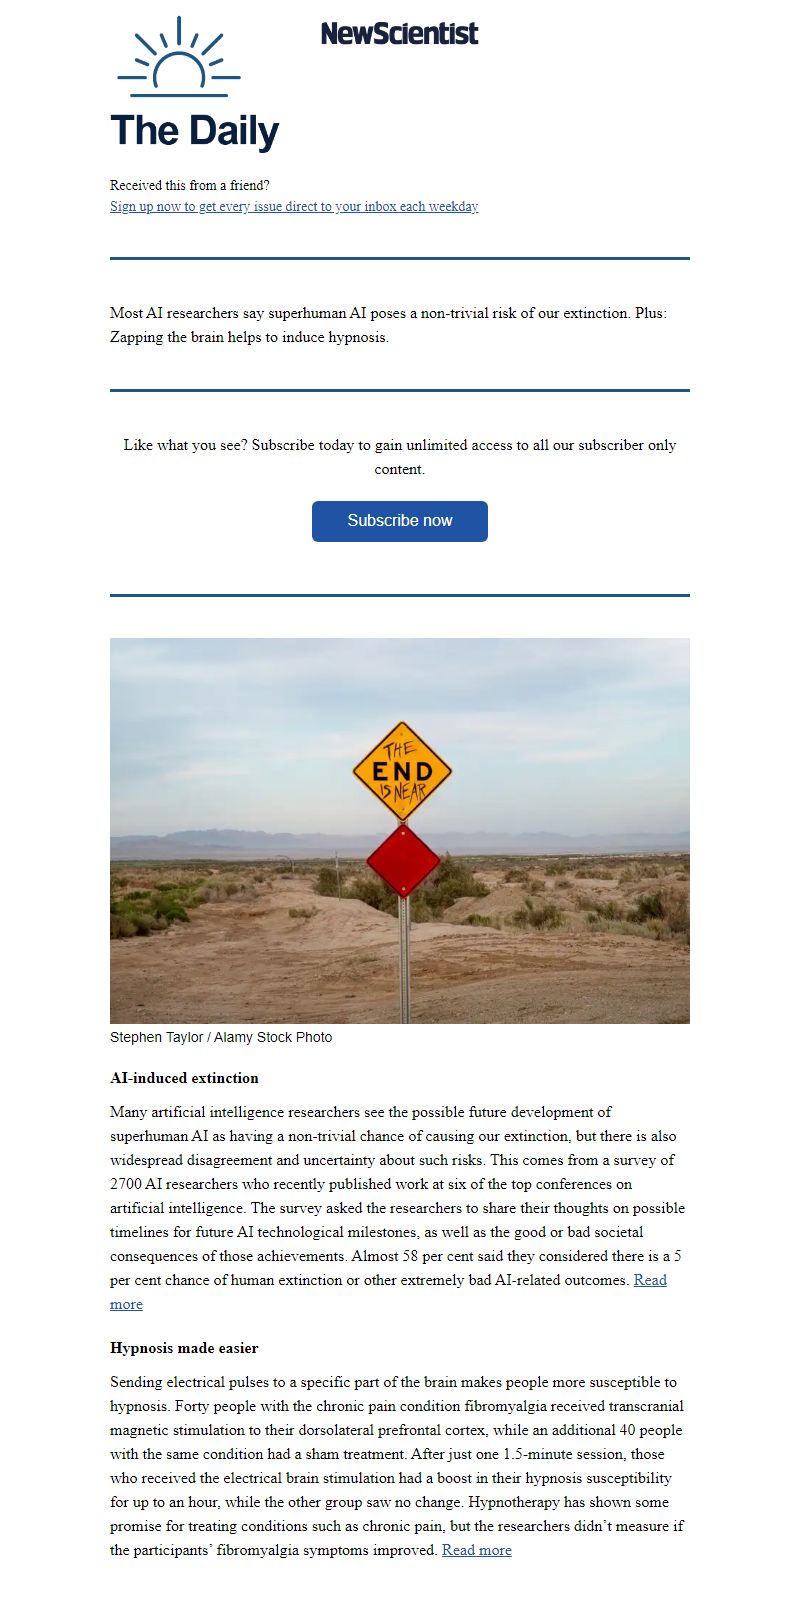 NewScientist
The Daily
Received this from a friend?
Sign up now to get every issue direct to your inbox each weekday
Most AI researchers say superhuman AI poses a non-trivial risk of our extinction. Plus:
Zapping the brain helps to induce hypnosis.
Like what you see? Subscribe today to gain unlimited access to all our subscriber only
content.
Subscribe now
THE
END
IS NEAR
Stephen Taylor / Alamy Stock Photo
AI-induced extinction
Many artificial intelligence researchers see the possible future development of
superhuman AI as having a non-trivial chance of causing our extinction, but there is also
widespread disagreement and uncertainty about such risks. This comes from a survey of
2700 AI researchers who recently published work at six of the top conferences on
artificial intelligence. The survey asked the researchers to share their thoughts on possible
timelines for future AI technological milestones, as well as the good or bad societal
consequences of those achievements. Almost 58 per cent said they considered there is a 5
per cent chance of human extinction or other extremely bad AI-related outcomes. Read
more
Hypnosis made easier
Sending electrical pulses to a specific part of the brain makes people more susceptible to
hypnosis. Forty people with the chronic pain condition fibromyalgia received transcranial
magnetic stimulation to their dorsolateral prefrontal cortex, while an additional 40 people
with the same condition had a sham treatment. After just one 1.5-minute session, those
who received the electrical brain stimulation had a boost in their hypnosis susceptibility
for up to an hour, while the other group saw no change. Hypnotherapy has shown some
promise for treating conditions such as chronic pain, but the researchers didn’t measure if
the participants’ fibromyalgia symptoms improved. Read more